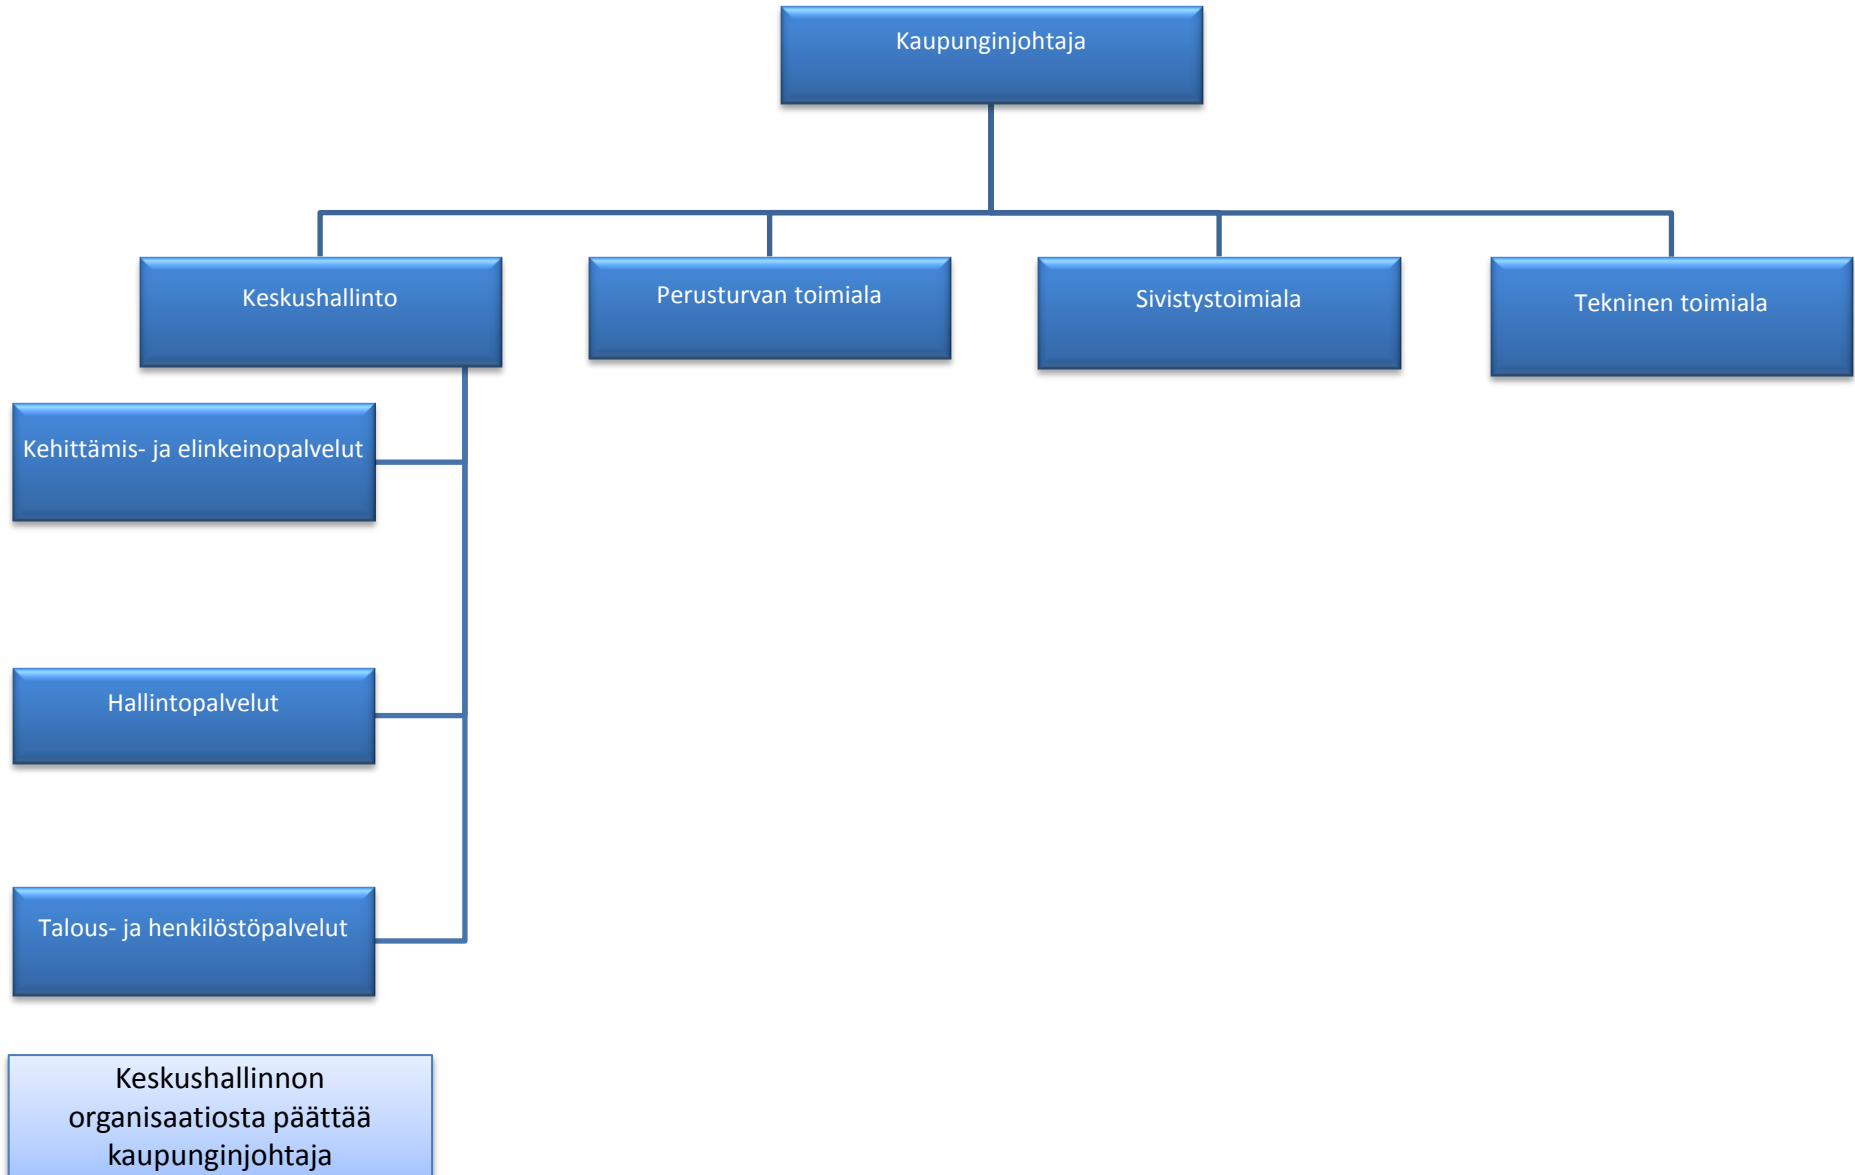 Kaupunginjohtaja
Keskushallinto
Perusturvan toimiala
Sivistystoimiala
Tekninen toimiala
Kehittämis- ja elinkeinopalvelut
Hallintopalvelut
Talous- ja henkilöstöpalvelut
Keskushallinnon
organisaatiosta päättää
kaupunginjohtaja